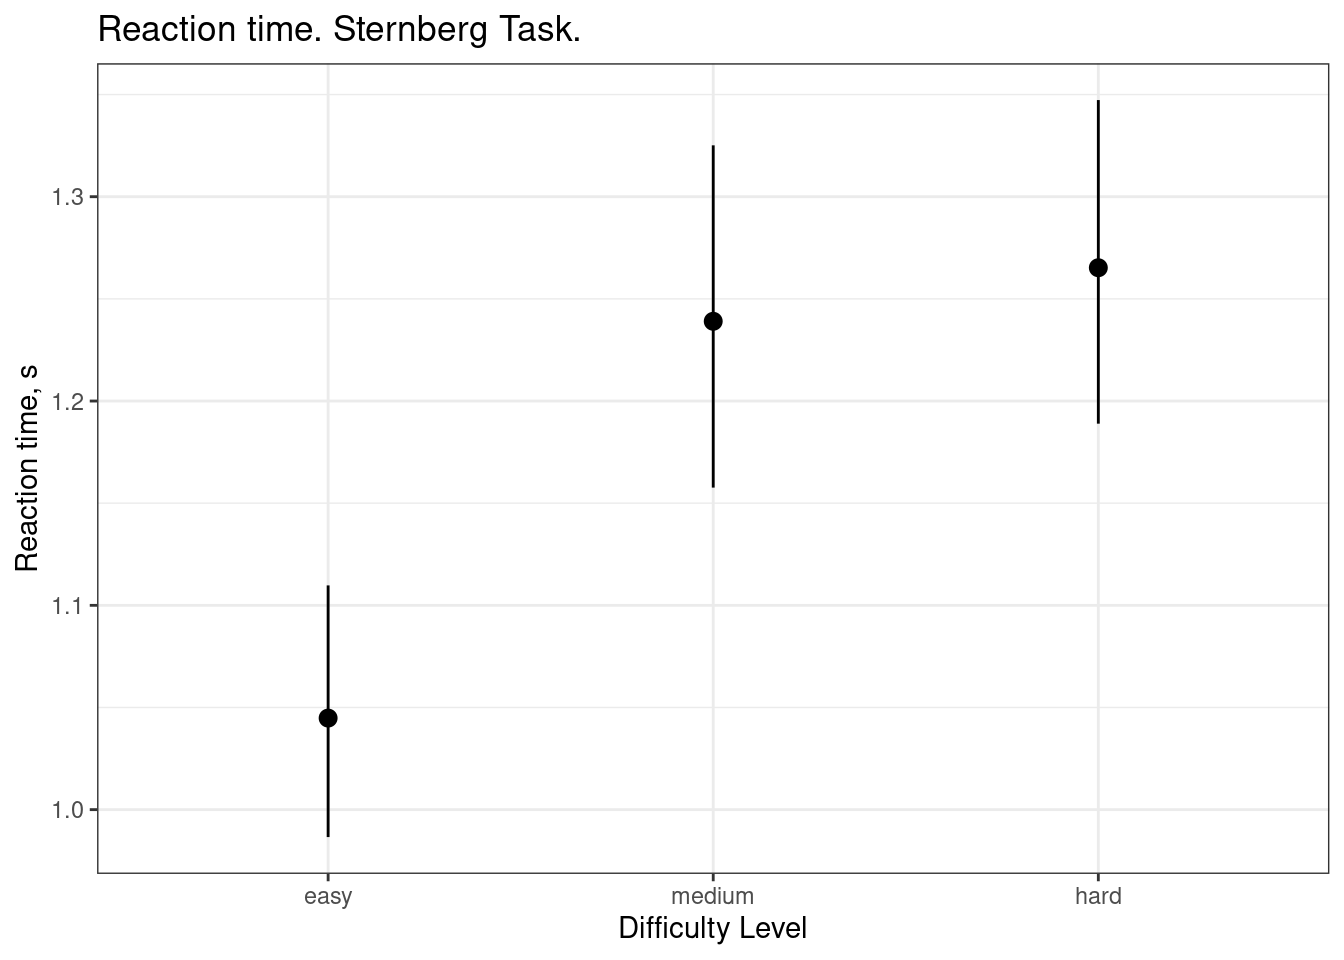 Reaction time. Sternberg Task.
Reaction time, s
1.3
1.2
1.1
1.0
easy medium hard
Difficulty Level